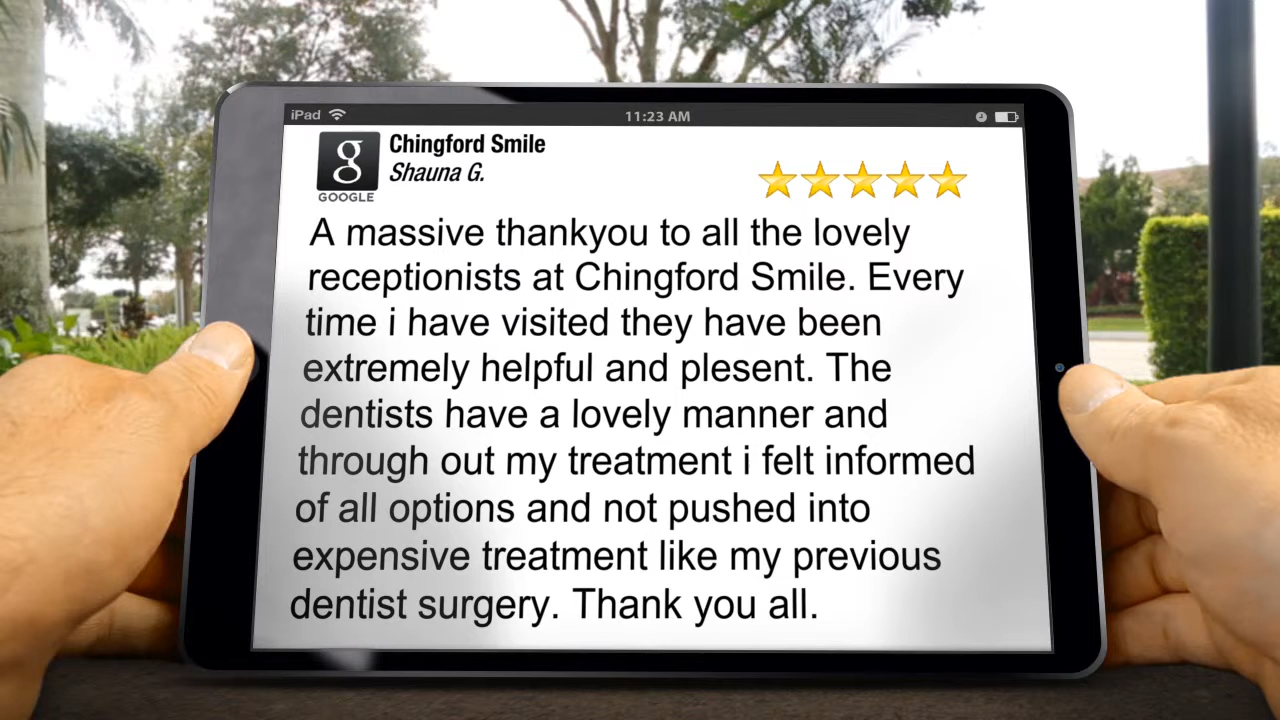 iPad
11:23 AM
g
GOOGLE
Chingford Smile
Shauna G.
A massive thankyou to all the lovely
receptionists at Chingford Smile. Every
time i have visited they have been
extremely helpful and plesent. The
dentists have a lovely manner and
through out my treatment i felt informed
of all options and not pushed into
expensive treatment like my previous
dentist surgery. Thank you all.